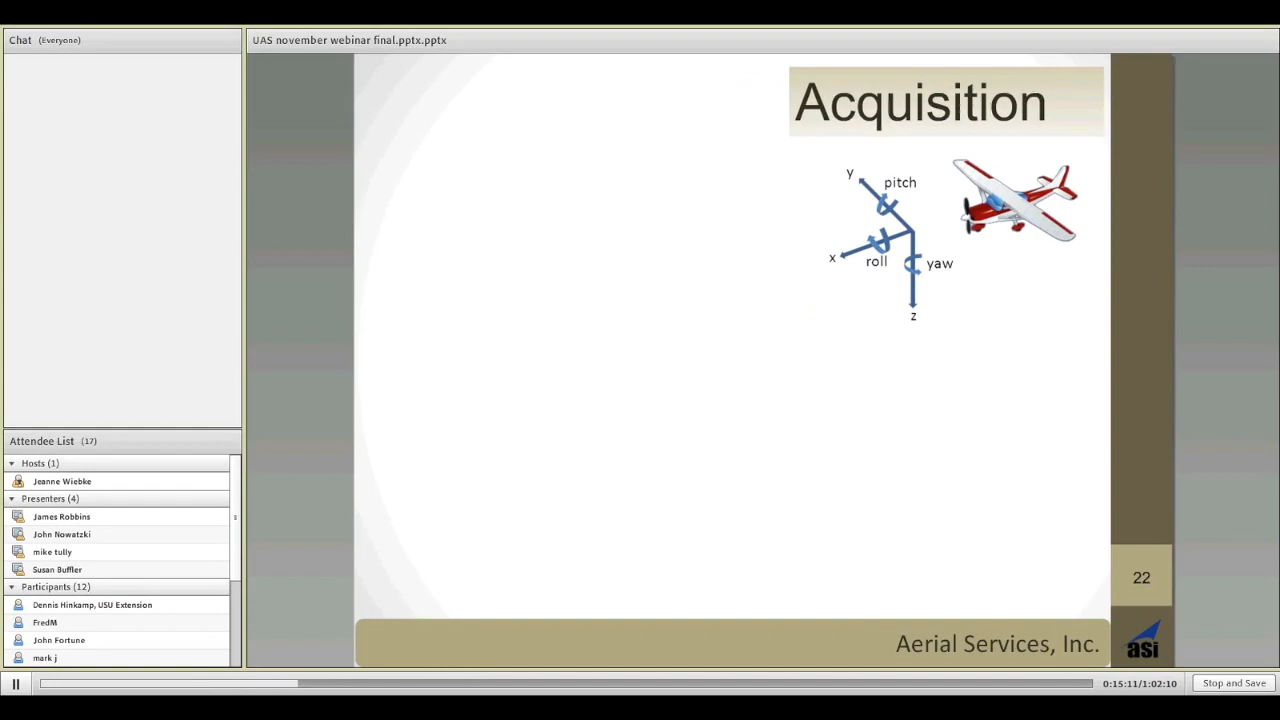 Chat (Everyone)
UAS november webinar final.pptx.pptx
Acquisition
y
pitch
x
roll
yaw
z
Attendee List (17)
Hosts (1)
Jeanne Wiebke
Presenters (4)
James Robbins
John Nowatzki
mike tully
Susan Buffler
Participants (12)
Dennis Hinkamp, USU Extension
FredM
John Fortune
mark j
22
Aerial Services, Inc.
asi
0:15:11/1:02:10
Stop and Save